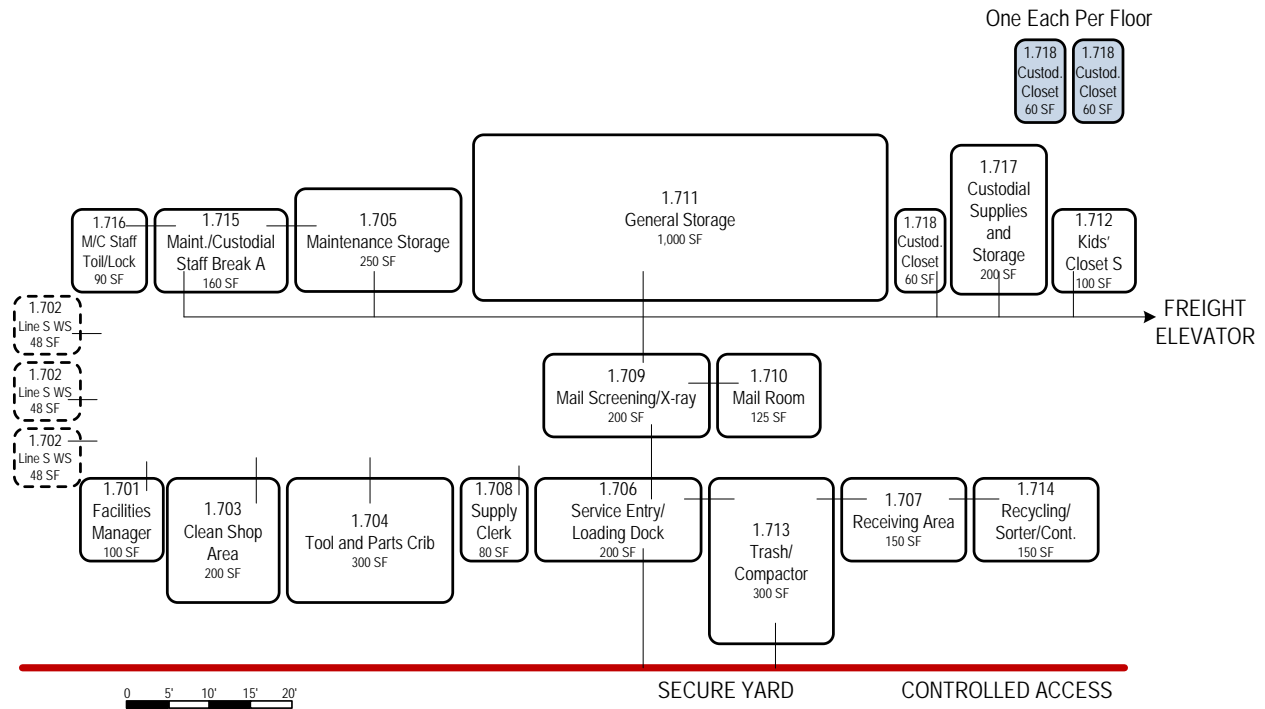 One Each Per Floor
1.718
Custod.
Closet
60 SF
1.718
Custod.
Closet
60 SF
1.716
M/C Staff
Toil/Lock
90 SF
1.715
Maint./Custodial
Staff Break A
160 SF
1.705
Maintenance Storage
250 SF
1.711
General Storage
1,000 SF
1.718
Custod.
Closet
60 SF
1.717
Custodial
Supplies
and
Storage
200 SF
1.712
Kids'
Closet S
100 SF
FREIGHT
ELEVATOR
1.702
Line S WS
48 SF
1.702
Line S WS
48 SF
1.702
Line S WS
48 SF
1.709
Mail Screening/X-ray
200 SF
1.710
Mail Room
125 SF
1.701
Facilities
Manager
100 SF
1.703
Clean Shop
Area
200 SF
1.704
Tool and Parts Crib
300 SF
1.708
Supply
Clerk
80 SF
1.706
Service Entry/
Loading Dock
200 SF
1.713
Trash/
Compactor
300 SF
1.707
Receiving Area
150 SF
1.714
Recycling/
Sorter/Cont.
150 SF
SECURE YARD
CONTROLLED ACCESS
0 5' 10' 15' 20'